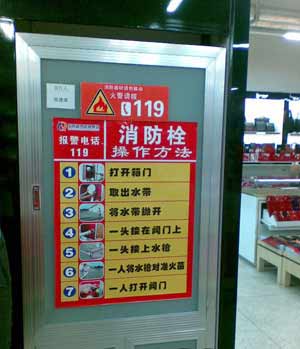 火警请拨
119
报警电话
119
消防栓
操作方法
1 打开箱门
2 取出水带
3 将水带抛开
4 一头接在阀门上
5 一头接上水枪
6 一人将水枪对准火苗
7 一人打开阀门